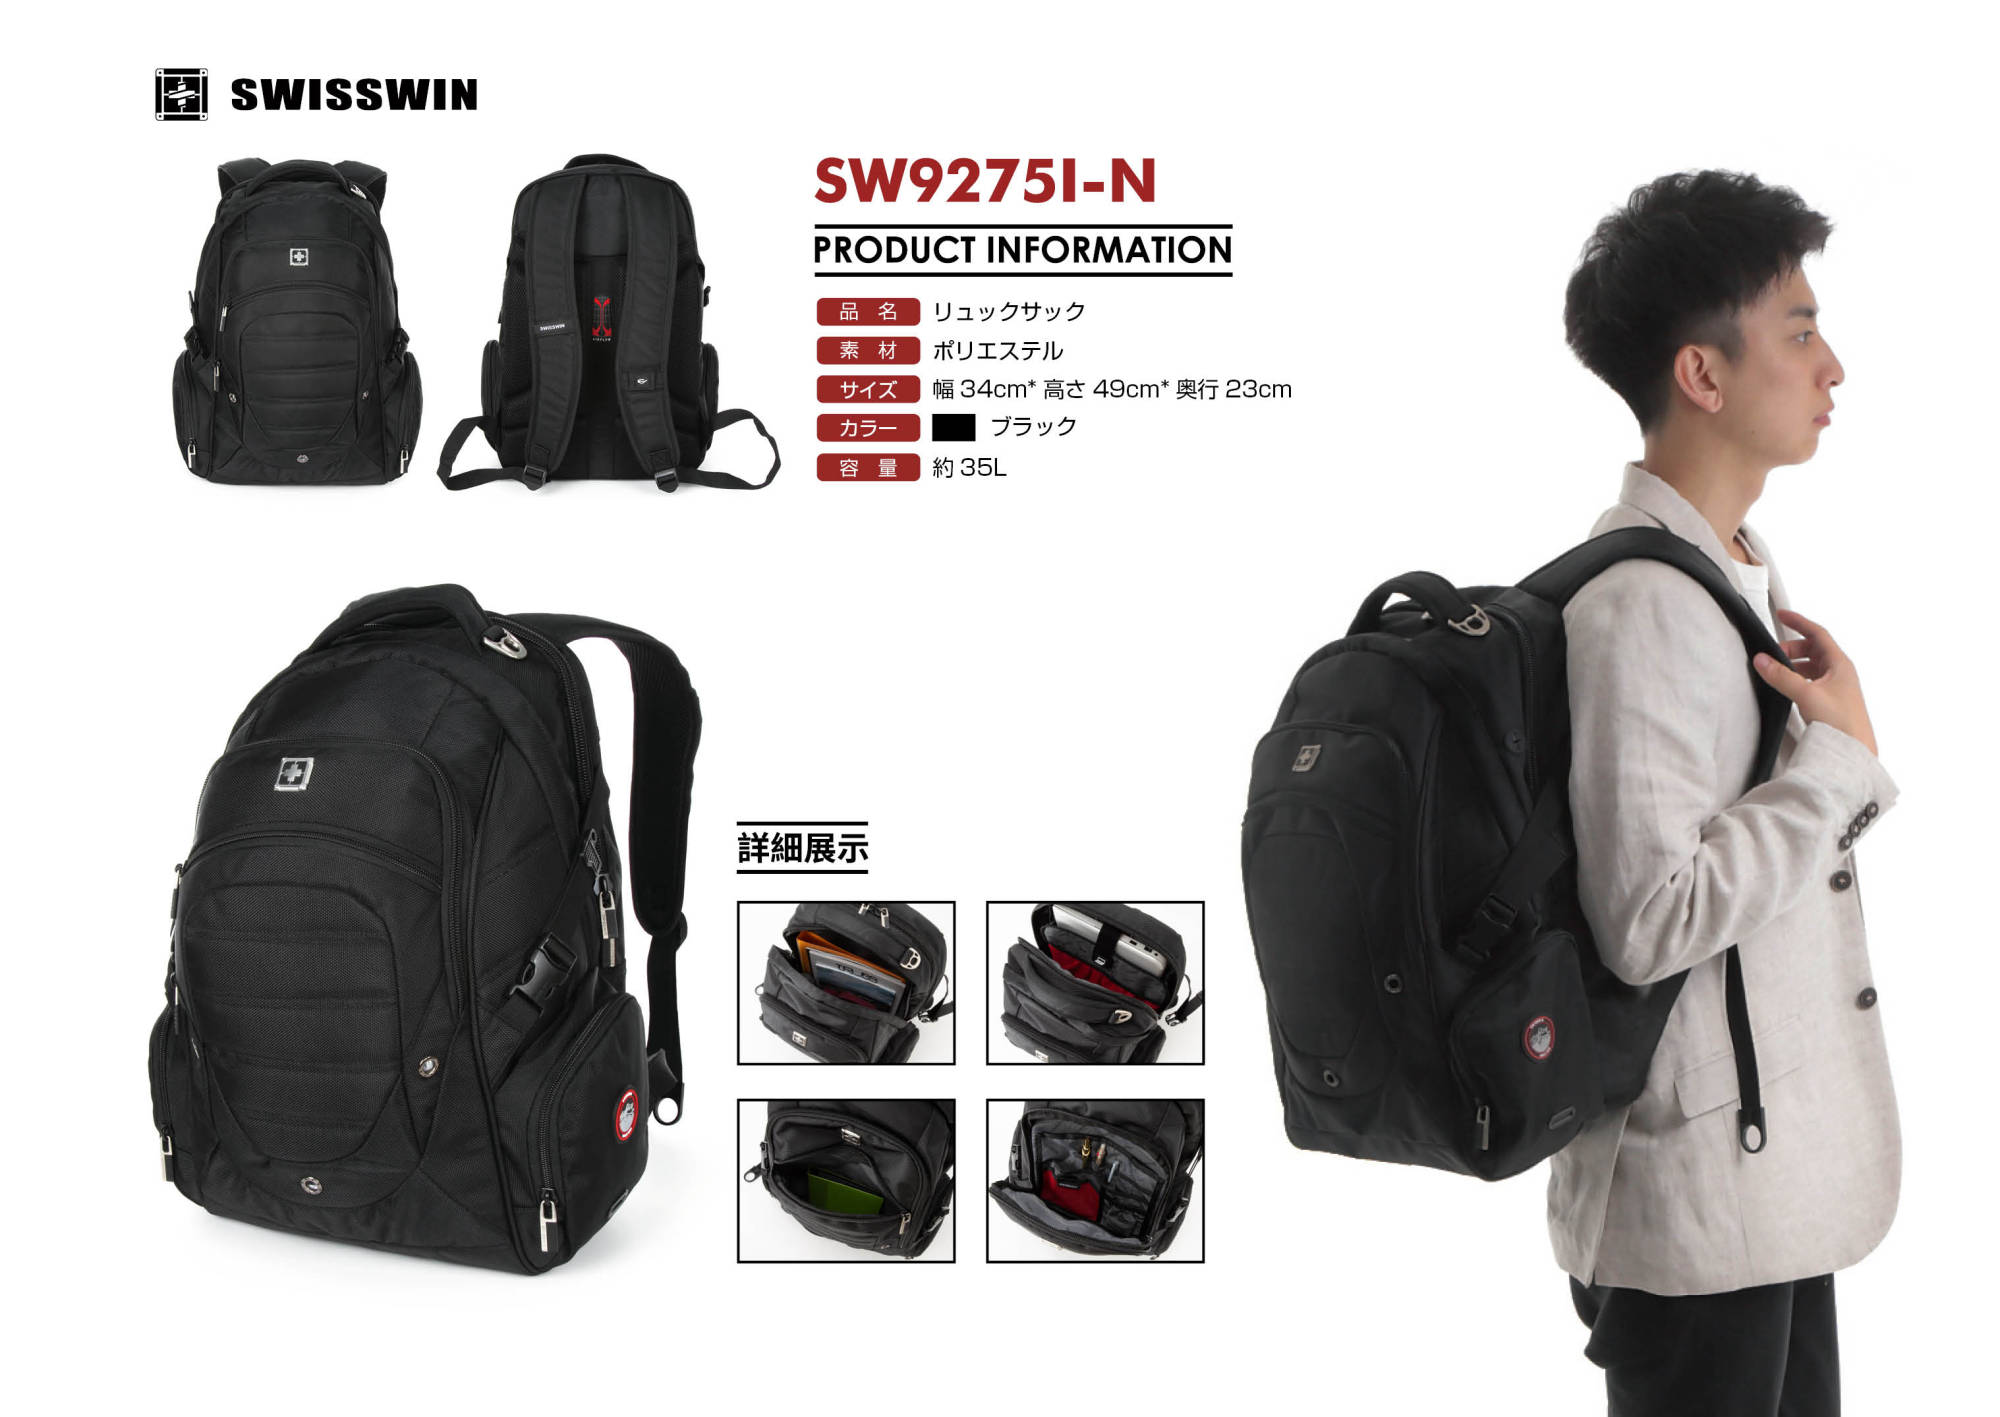 SWISSWIN
SW9275I-N
PRODUCT INFORMATION
品 名 リュックサック
素 材 ポリエステル
サイズ 幅 34cm* 高さ 49cm* 奥行 23cm
カラー ブラック
容 量 約 35L
SWISSWIN
詳細展示